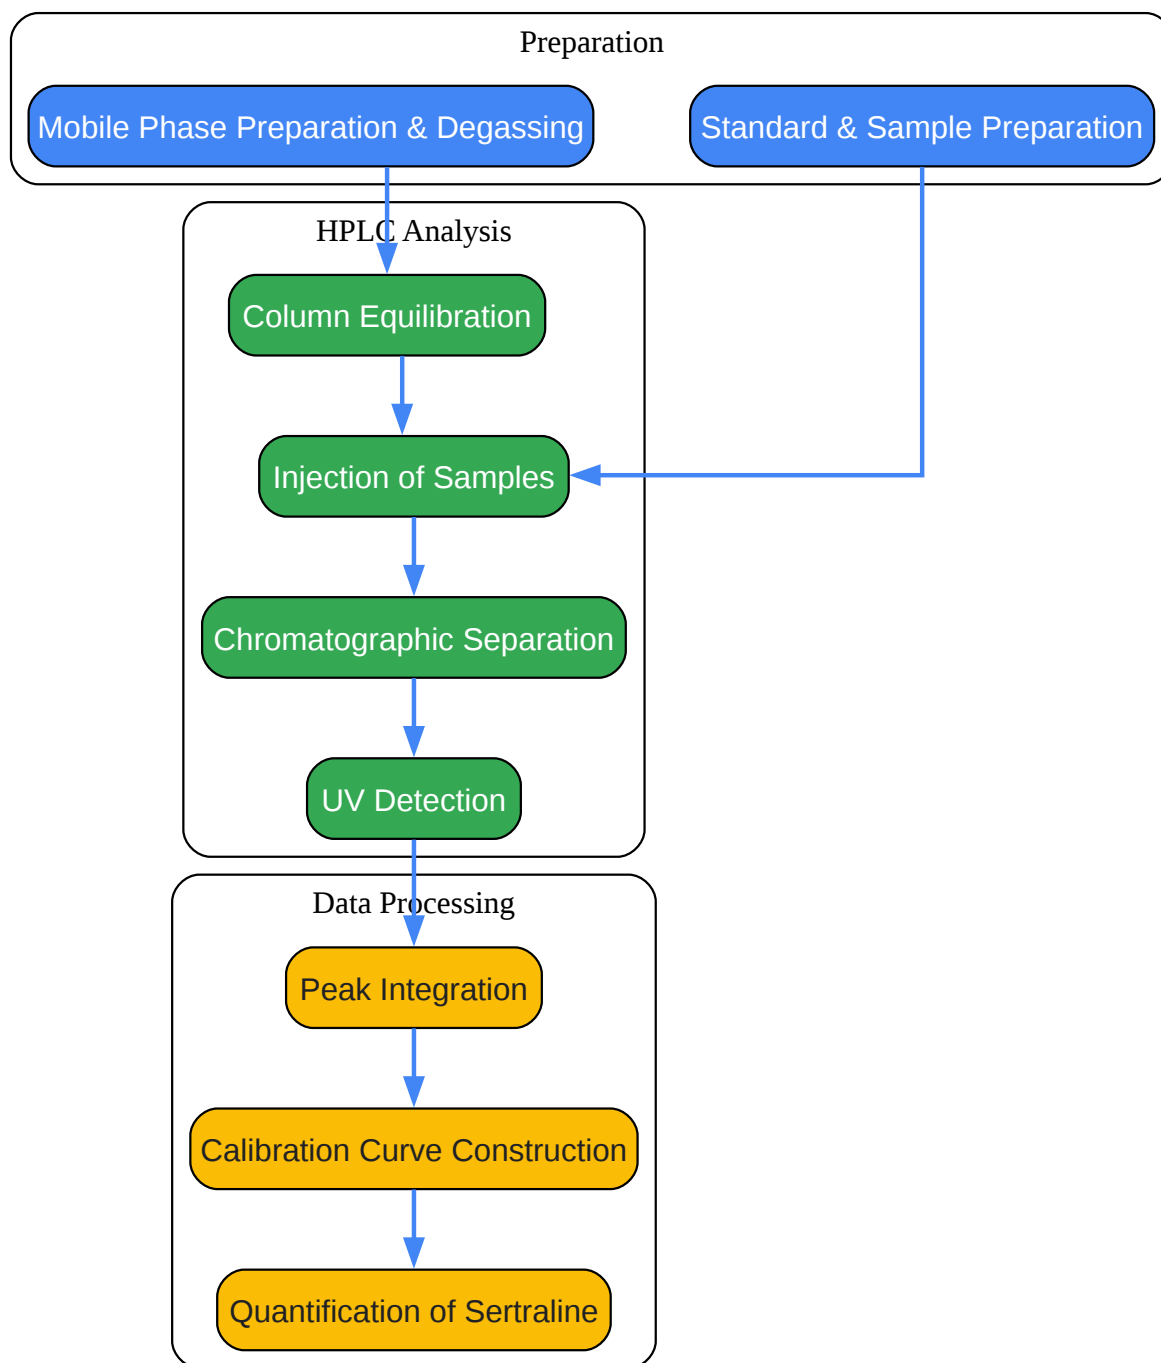 Preparation
Mobile Phase Preparation & Degassing
Standard & Sample Preparation
HPLC Analysis
Column Equilibration
Injection of Samples
Chromatographic Separation
UV Detection
Data Processing
Peak Integration
Calibration Curve Construction
Quantification of Sertraline